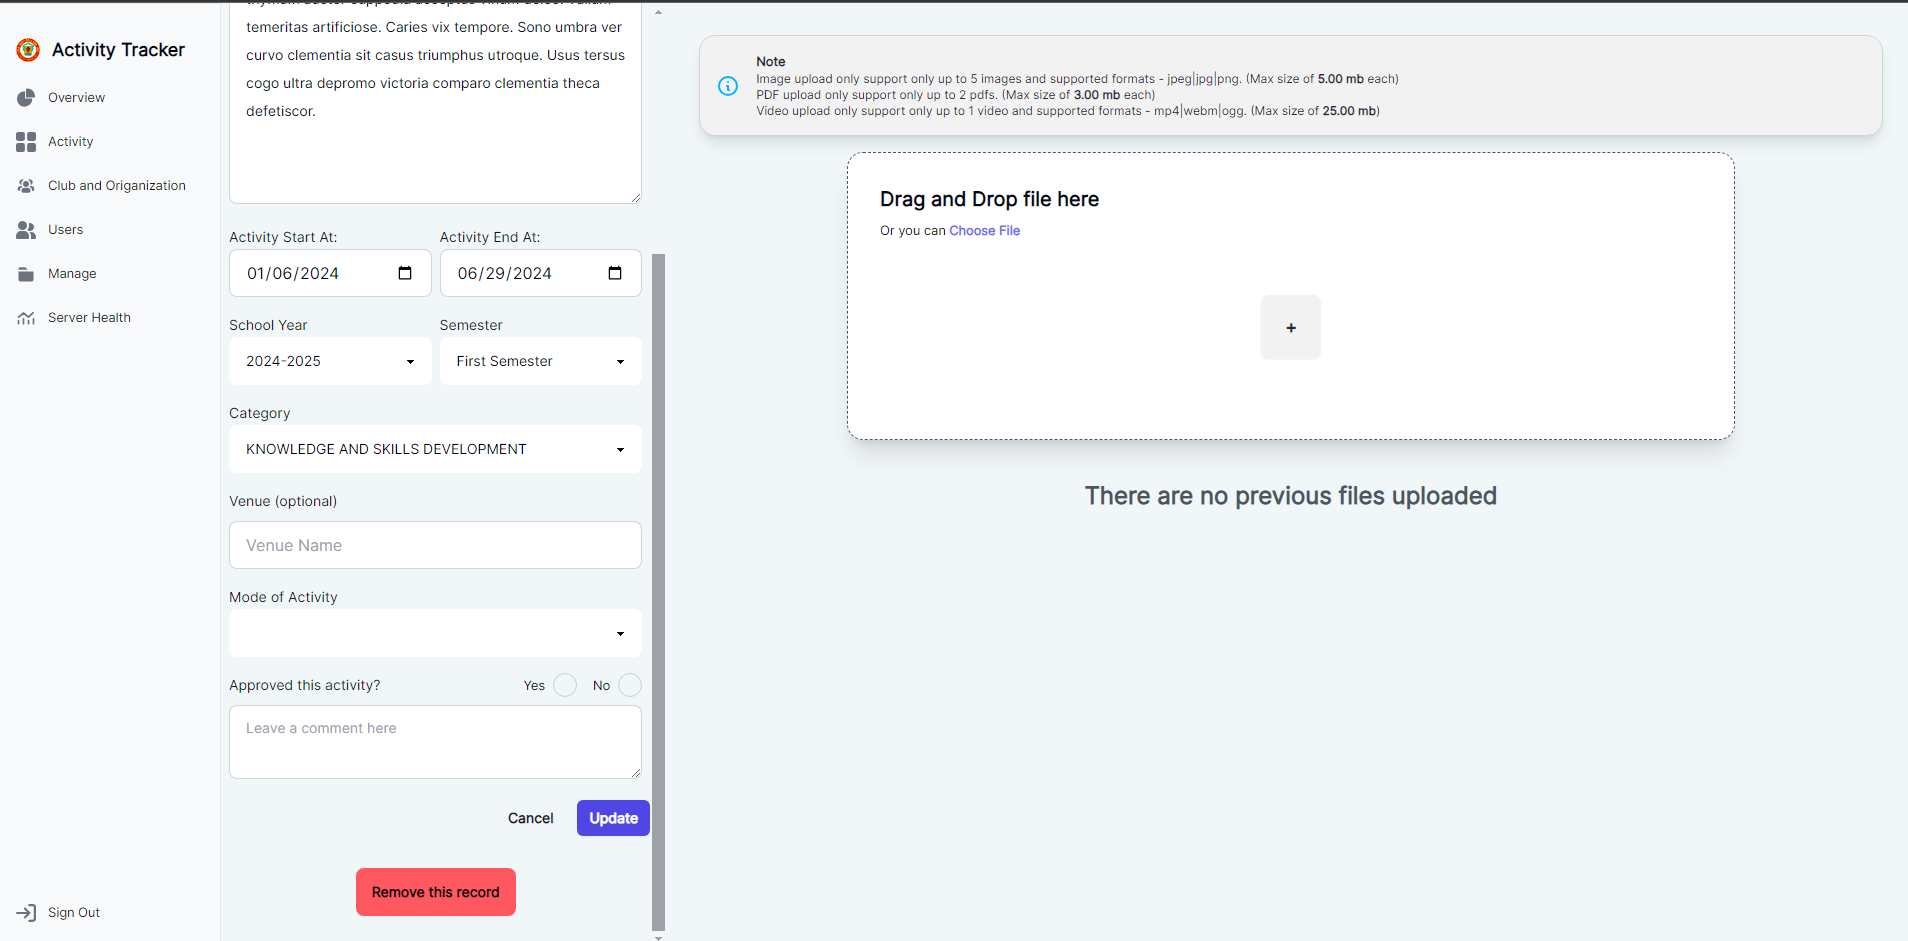 Activity Tracker
Overview
Activity
Club and Origanization
Users
Manage
Server Health
Sign Out
temeritas artificiose. Caries vix tempore. Sono umbra ver
curvo clementia sit casus triumphus utroque. Usus tersus
cogo ultra depromo victoria comparo clementia theca
defetiscor.
Activity Start At:
Activity End At:
01/06/2024
06/29/2024
School Year
Semester
2024-2025
First Semester
Category
KNOWLEDGE AND SKILLS DEVELOPMENT
Venue (optional)
Venue Name
Mode of Activity
Approved this activity?
Yes
No
Leave a comment here
Cancel
Update
Remove this record
Note
Image upload only support only up to 5 images and supported formats - jpeg|jpg|png. (Max size of 5.00 mb each)
PDF upload only support only up to 2 pdfs. (Max size of 3.00 mb each)
Video upload only support only up to 1 video and supported formats - mp4|webm|ogg. (Max size of 25.00 mb)
Drag and Drop file here
Or you can Choose File
+
There are no previous files uploaded